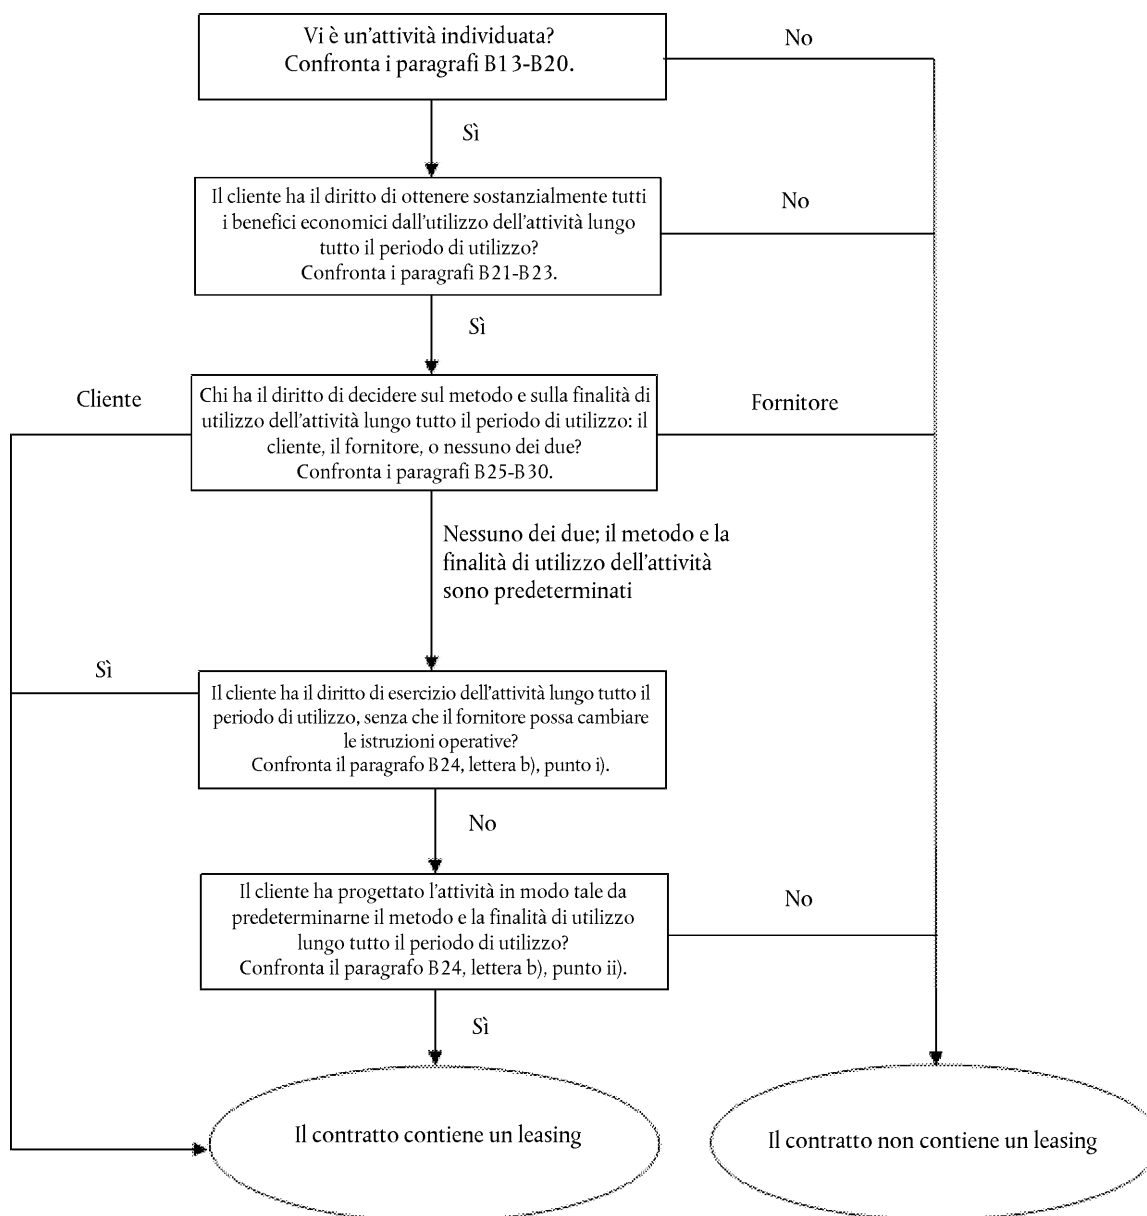 Vi è un'attività individuata?
Confronta i paragrafi B13-B20.
No
Sì
Il cliente ha il diritto di ottenere sostanzialmente tutti
i benefici economici dall'utilizzo dell'attività lungo
tutto il periodo di utilizzo?
Confronta i paragrafi B21-B23.
No
Sì
Cliente
Chi ha il diritto di decidere sul metodo e sulla finalità di
utilizzo dell'attività lungo tutto il periodo di utilizzo: il
cliente, il fornitore, o nessuno dei due?
Confronta i paragrafi B25-B30.
Fornitore
Nessuno dei due; il metodo e la
finalità di utilizzo dell'attività
sono predeterminati
Sì
Il cliente ha il diritto di esercizio dell'attività lungo tutto il
periodo di utilizzo, senza che il fornitore possa cambiare
le istruzioni operative?
Confronta il paragrafo B24, lettera b), punto i).
No
Il cliente ha progettato l'attività in modo tale da
predeterminarne il metodo e la finalità di utilizzo
lungo tutto il periodo di utilizzo?
Confronta il paragrafo B24, lettera b), punto ii).
No
Sì
Il contratto contiene un leasing
Il contratto non contiene un leasing